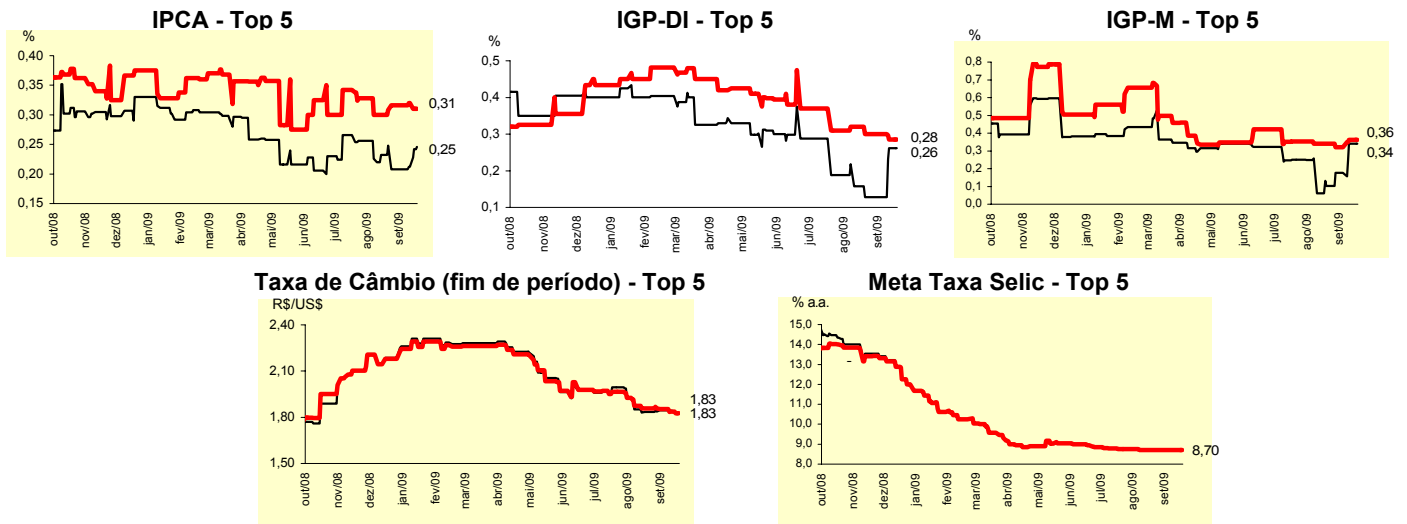 IPCA - Top 5
%
0,40
0,35
0,30
0,25
0,20
0,15
0,31
0,25
out/08
nov/08
dez/08
jan/09
fev/09
mar/09
abr/09
mai/09
jun/09
jul/09
ago/09
set/09
IGP-DI - Top 5
%
0,5
0,4
0,3
0,2
0,1
0,28
0,26
out/08
nov/08
dez/08
jan/09
fev/09
mar/09
abr/09
mai/09
jun/09
jul/09
ago/09
set/09
IGP-M - Top 5
%
0,8
0,7
0,6
0,5
0,4
0,3
0,2
0,1
0,0
0,36
0,34
out/08
nov/08
dez/08
jan/09
fev/09
mar/09
abr/09
mai/09
jun/09
jul/09
ago/09
set/09
Taxa de Câmbio (fim de período) - Top 5
R$/US$
2,40
2,10
1,80
1,50
1,83
1,83
out/08
nov/08
dez/08
jan/09
fev/09
mar/09
abr/09
mai/09
jun/09
jul/09
ago/09
set/09
Meta Taxa Selic - Top 5
% a.a.
15,0
14,0
13,0
12,0
11,0
10,0
9,0
8,0
8,70
out/08
nov/08
dez/08
jan/09
fev/09
mar/09
abr/09
mai/09
jun/09
jul/09
ago/09
set/09